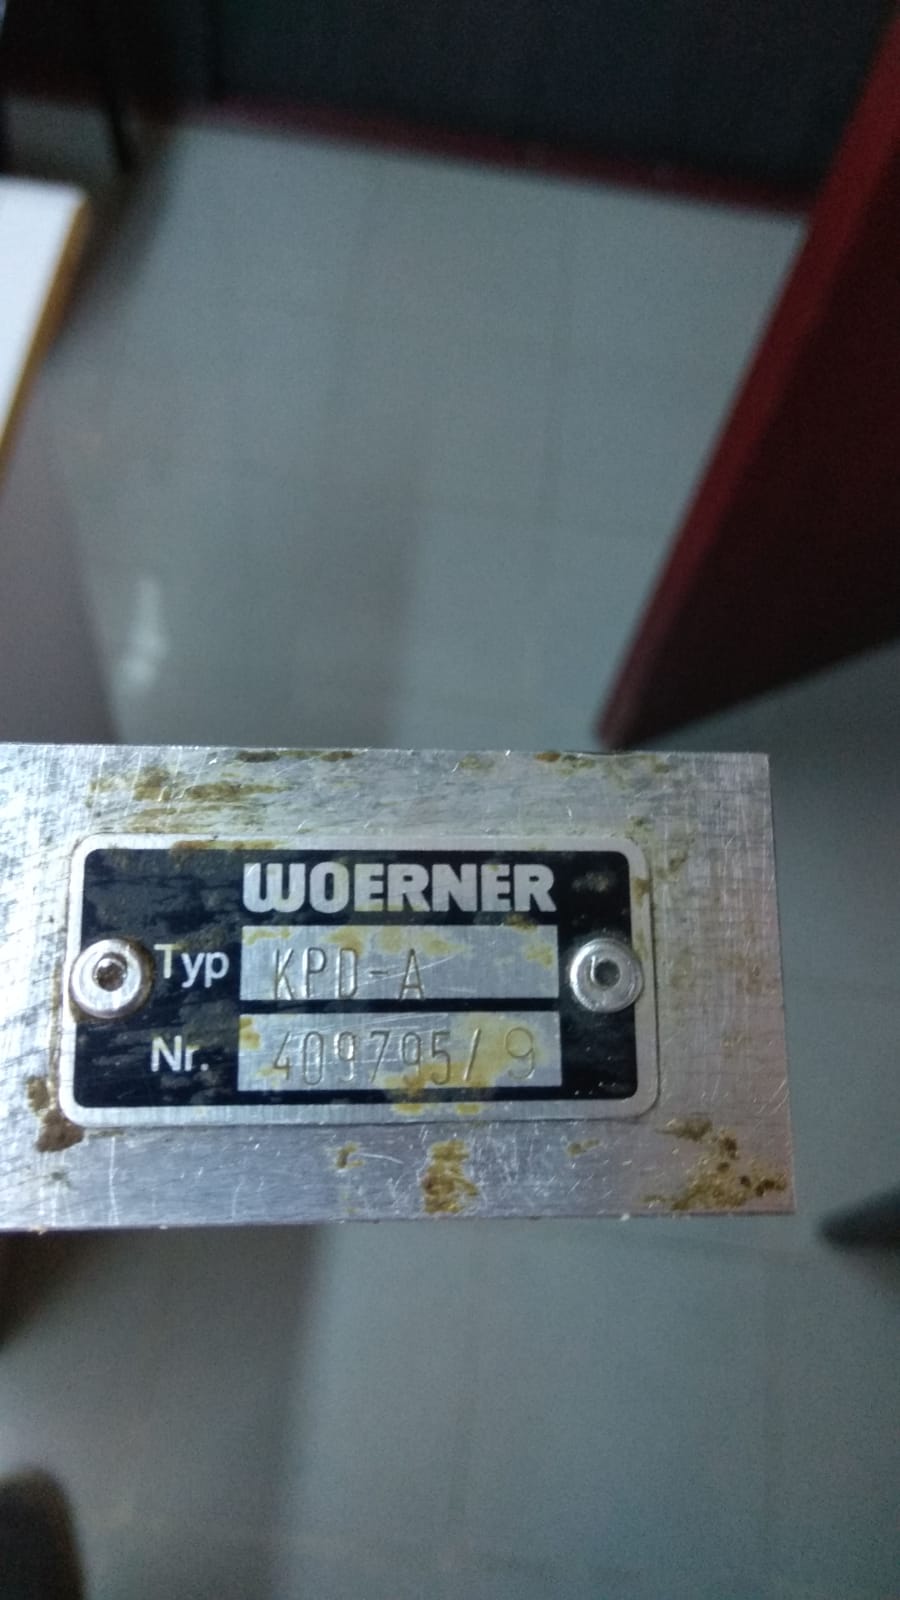 WOERNER
Typ KPD-A
Nr. 409795/9